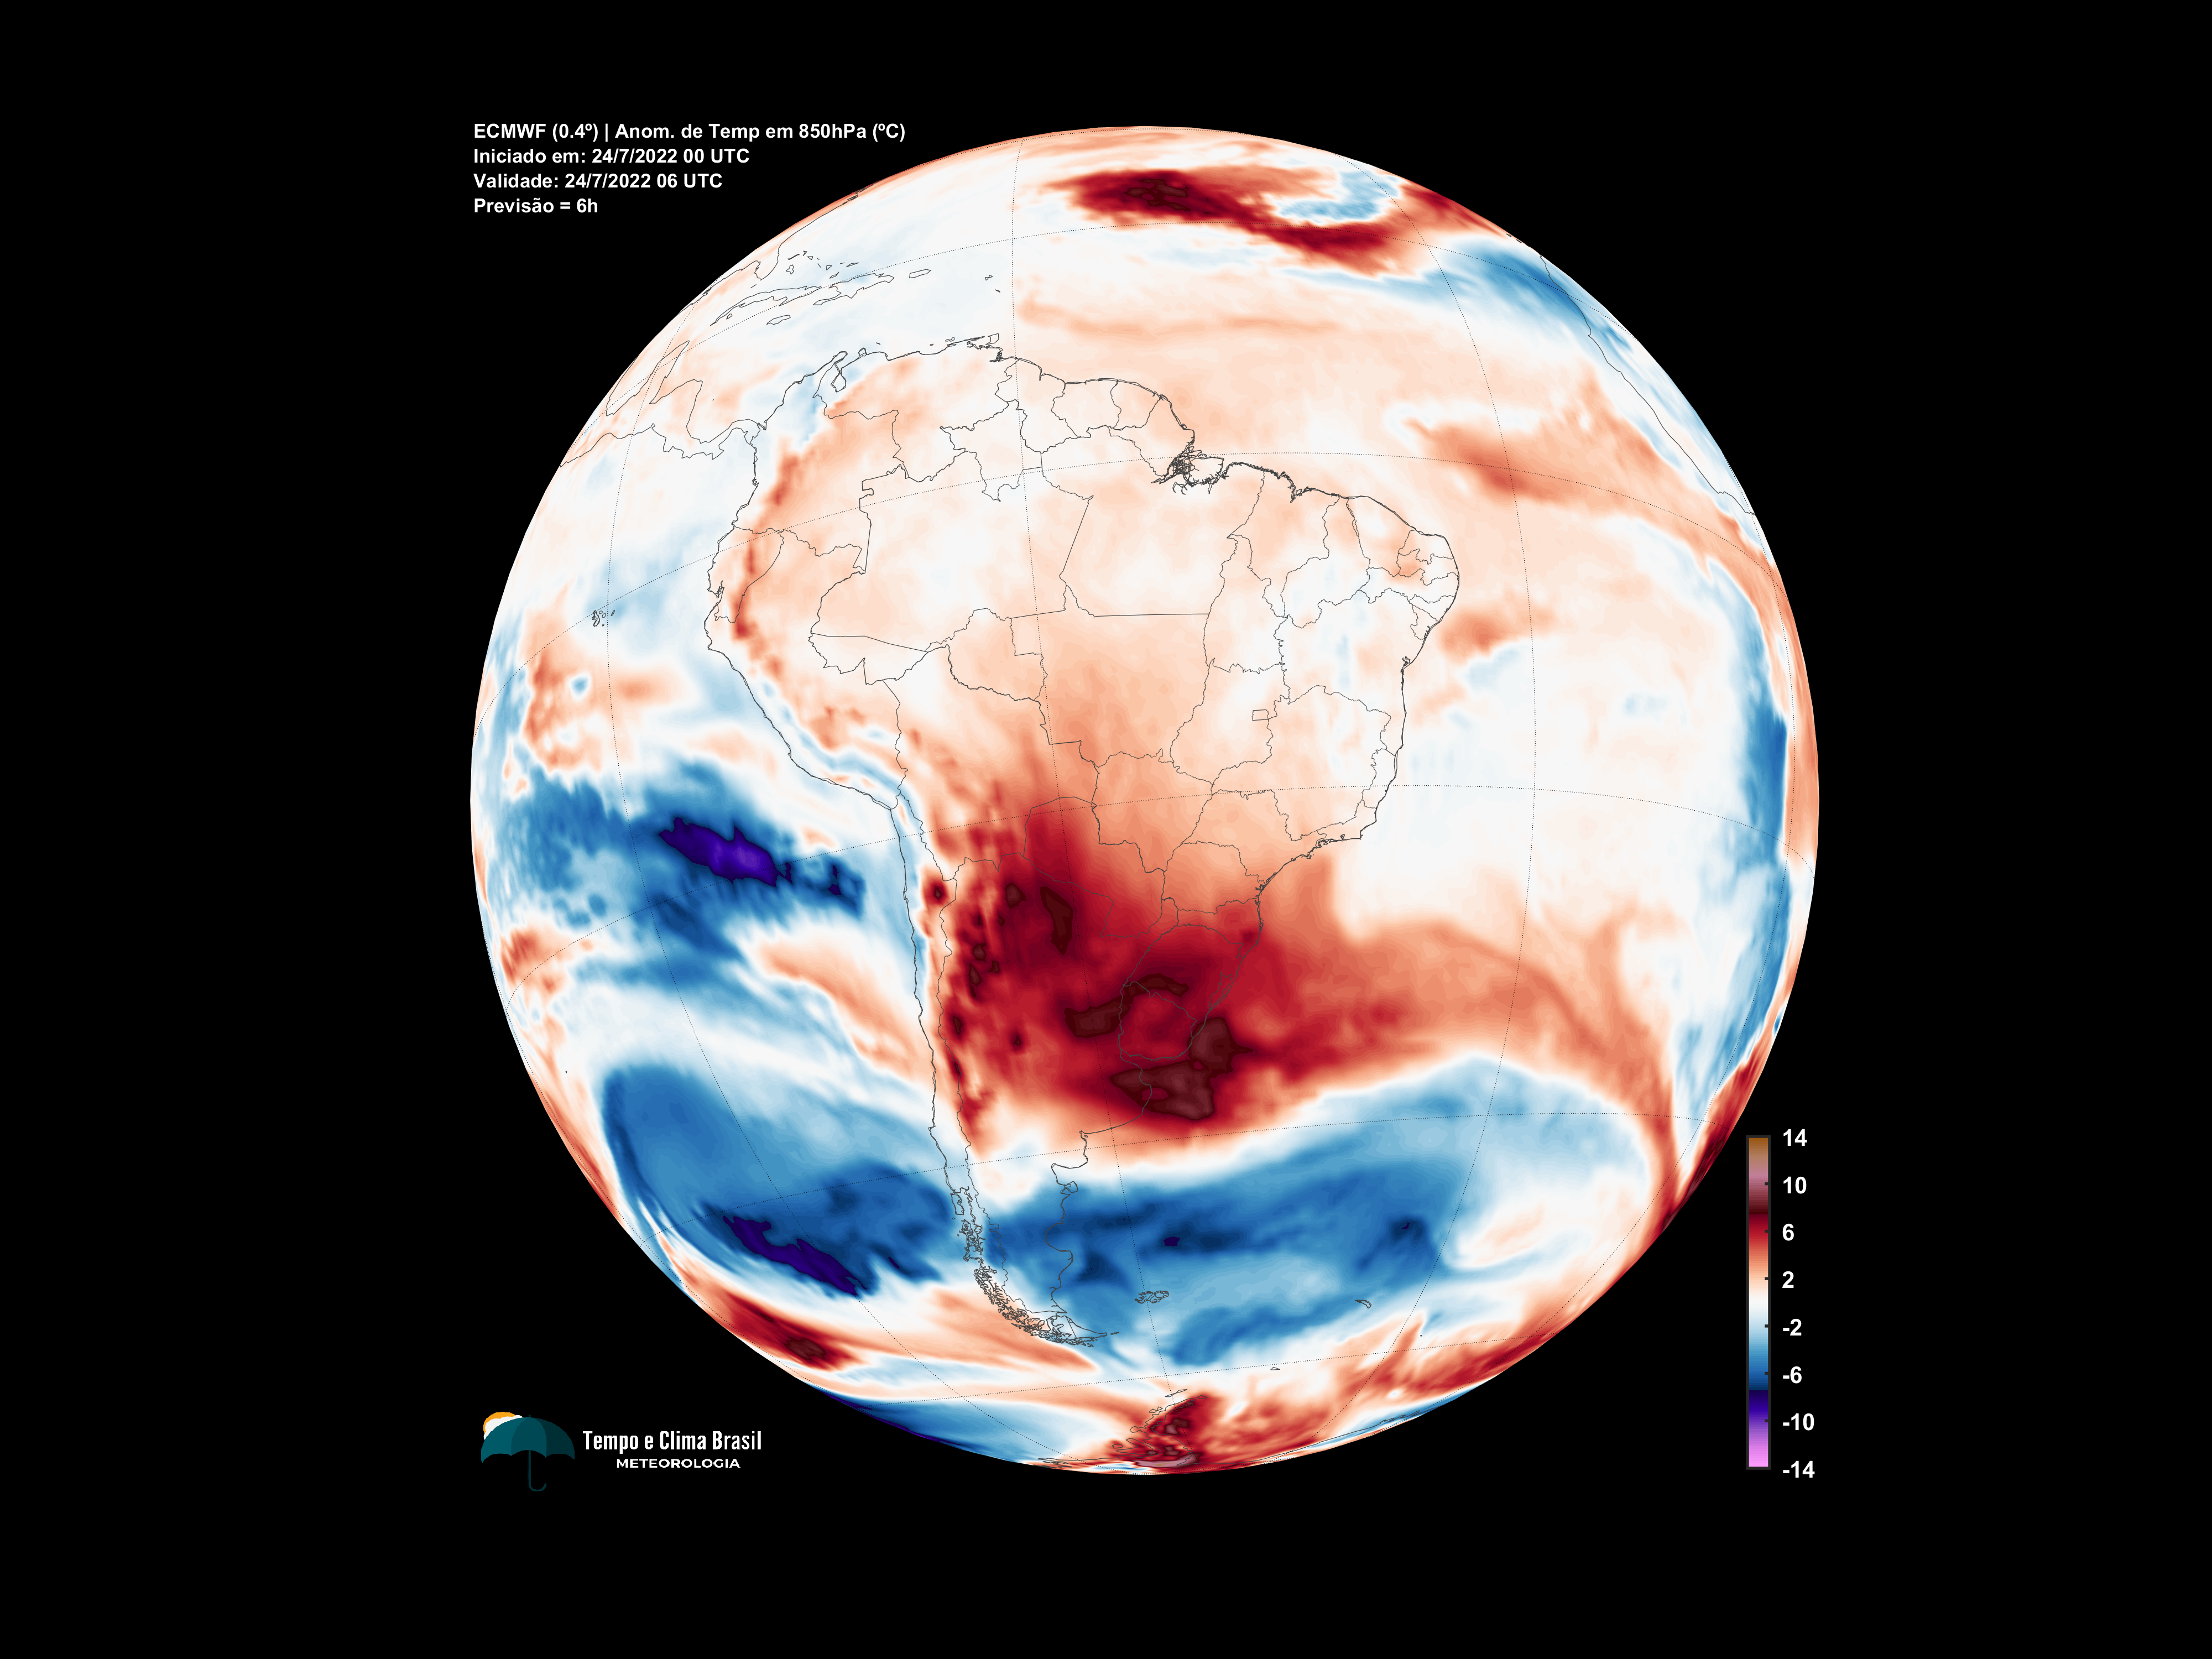 ECMWF (0.4º) | Anom. de Temp em 850hPa (ºC)
Iniciado em: 24/7/2022 00 UTC
Validade: 24/7/2022 06 UTC
Previsão = 6h
14
10
6
2
-2
-6
-10
-14
Tempo e Clima Brasil
METEOROLOGIA